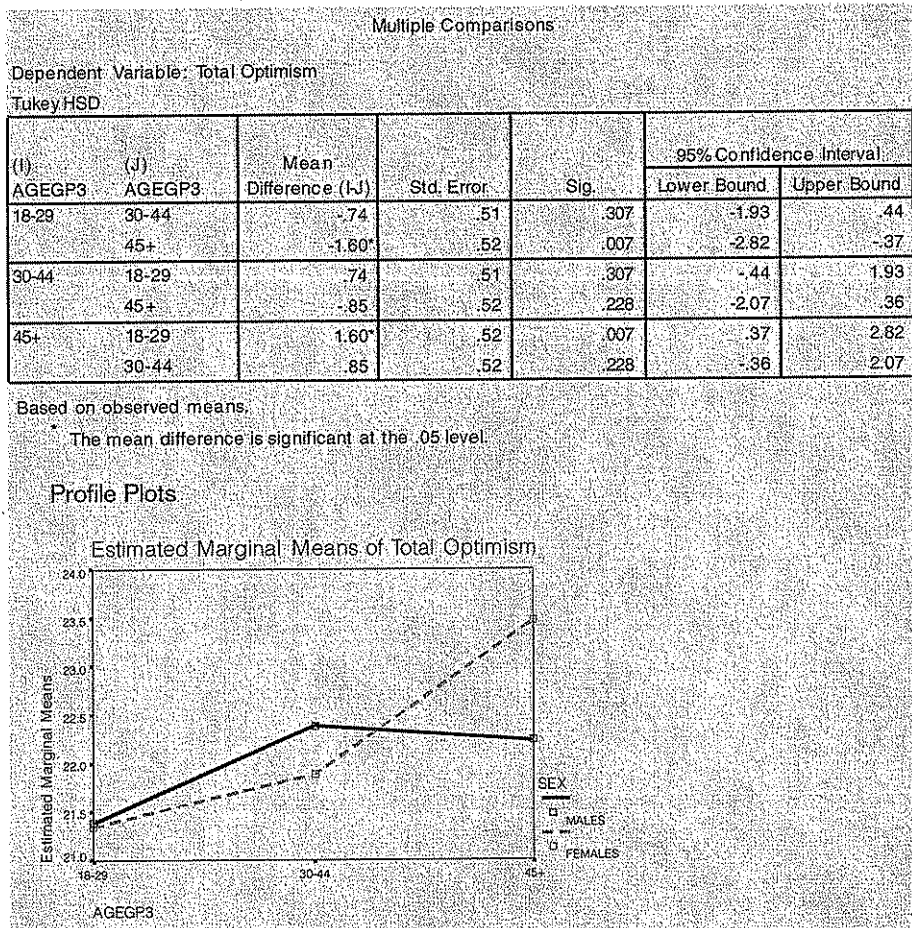 Multiple Comparisons
Dependent Variable: Total Optimism
Tukey HSD
(I) AGEGP3 (J) AGEGP3 Mean Difference (I-J) Std. Error Sig. 95% Confidence Interval
Lower Bound Upper Bound
18-29 30-44 -.74 .51 .307 -1.93 .44
45+ -1.60* .52 .007 -2.82 -.37
30-44 18-29 .74 .51 .307 -.44 1.93
45+ -.85 .52 .228 -2.07 .36
45+ 18-29 1.60* .52 .007 .37 2.82
30-44 .85 .52 .228 -.36 2.07
Based on observed means.
* The mean difference is significant at the .05 level.
Profile Plots
Estimated Marginal Means of Total Optimism
24.0
23.5
23.0
22.5
22.0
21.5
21.0
Estimated Marginal Means
18-29 30-44 45+
AGEGP3
SEX
MALES
FEMALES